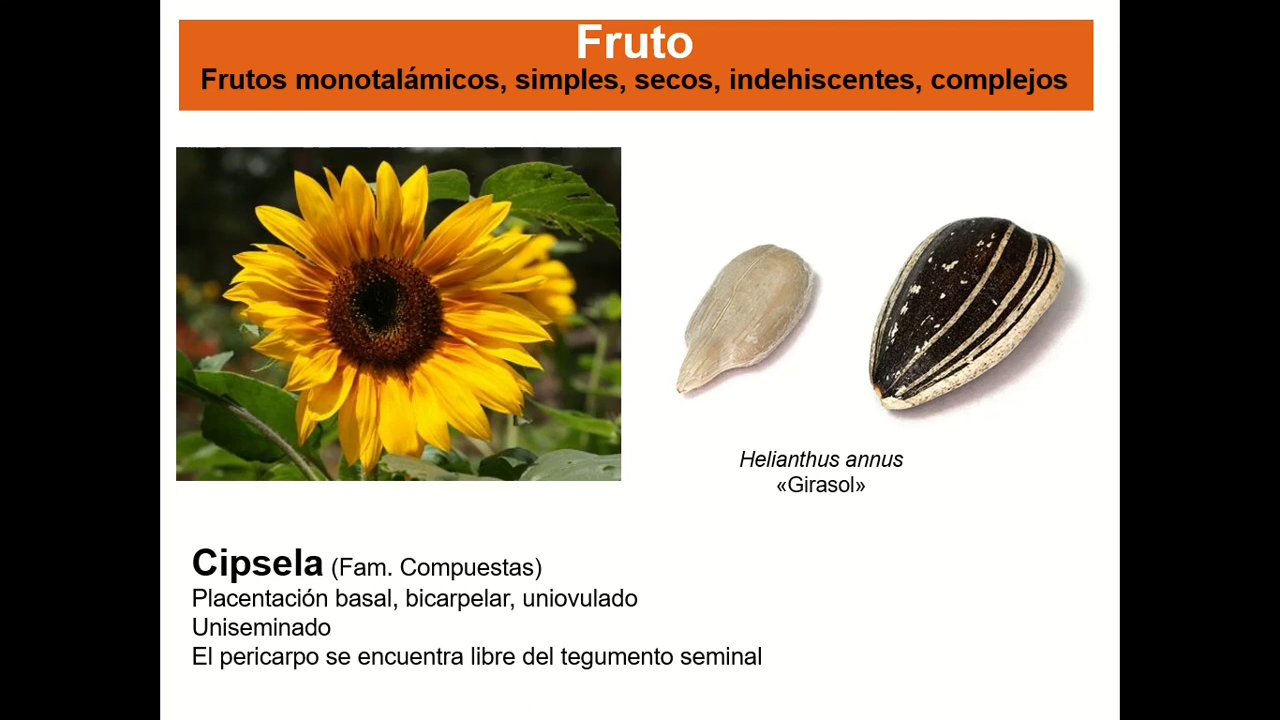 Fruto
Frutos monotalámicos, simples, secos, indehiscentes, complejos
Helianthus annus
«Girasol»
Cipsela (Fam. Compuestas)
Placentación basal, bicarpelar, uniovulado
Uniseminado
El pericarpo se encuentra libre del tegumento seminal